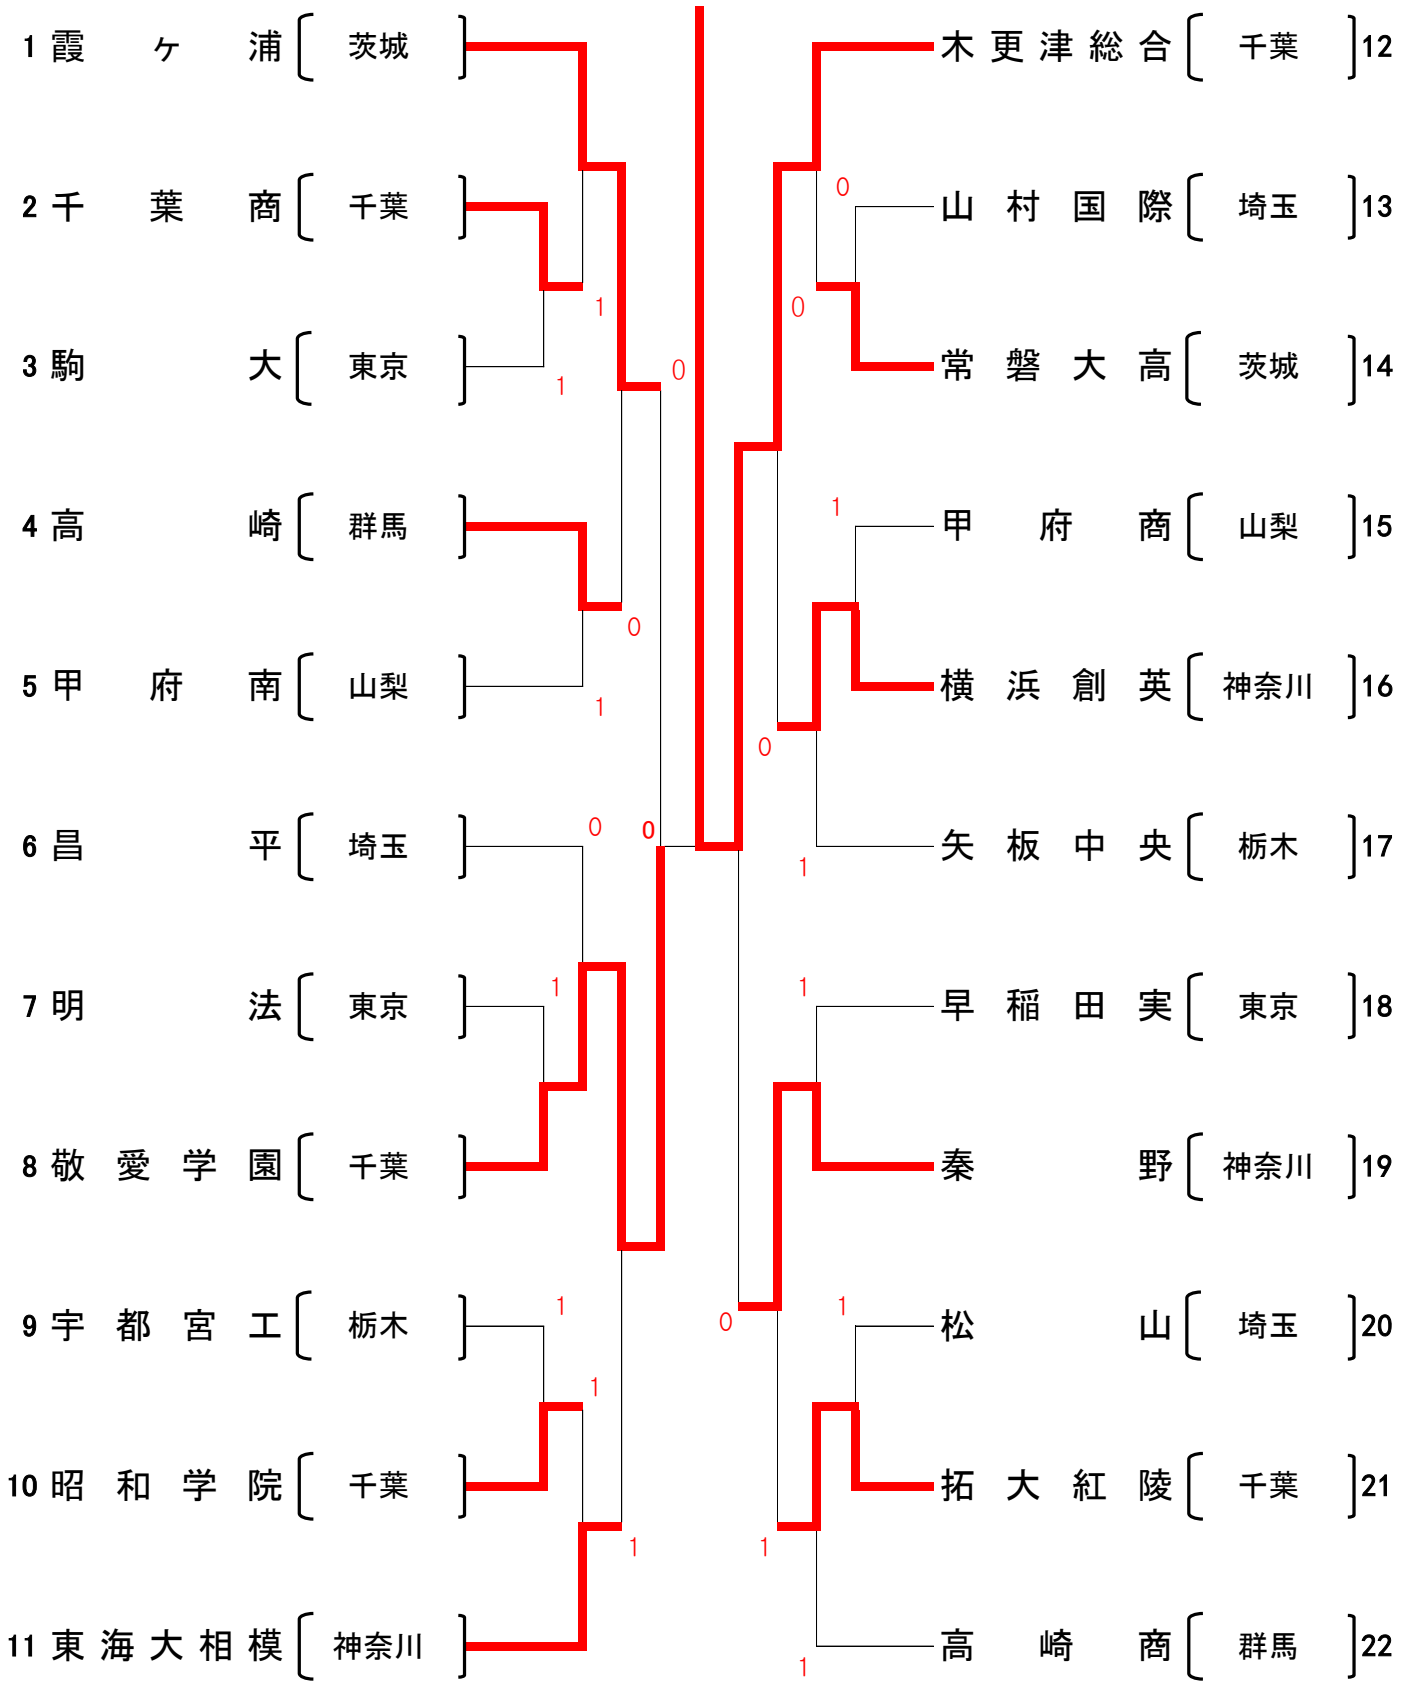 1 霞ヶ浦 茨城
2 千葉商 千葉
3 駒大 東京
4 高崎 群馬
5 甲府南 山梨
6 昌平 埼玉
7 明法 東京
8 敬愛学園 千葉
9 宇都宮工 栃木
10 昭和学院 千葉
11 東海大相模 神奈川
1
1
0
0
1
0
0
1
1
1
1
木更津総合 千葉 12
山村国際 埼玉 13
常磐大高 茨城 14
甲府商 山梨 15
横浜創英 神奈川 16
矢板中央 栃木 17
早稲田実 東京 18
秦野 神奈川 19
松山 埼玉 20
拓大紅陵 千葉 21
高崎商 群馬 22
0
0
1
0
1
1
0
1
1
1